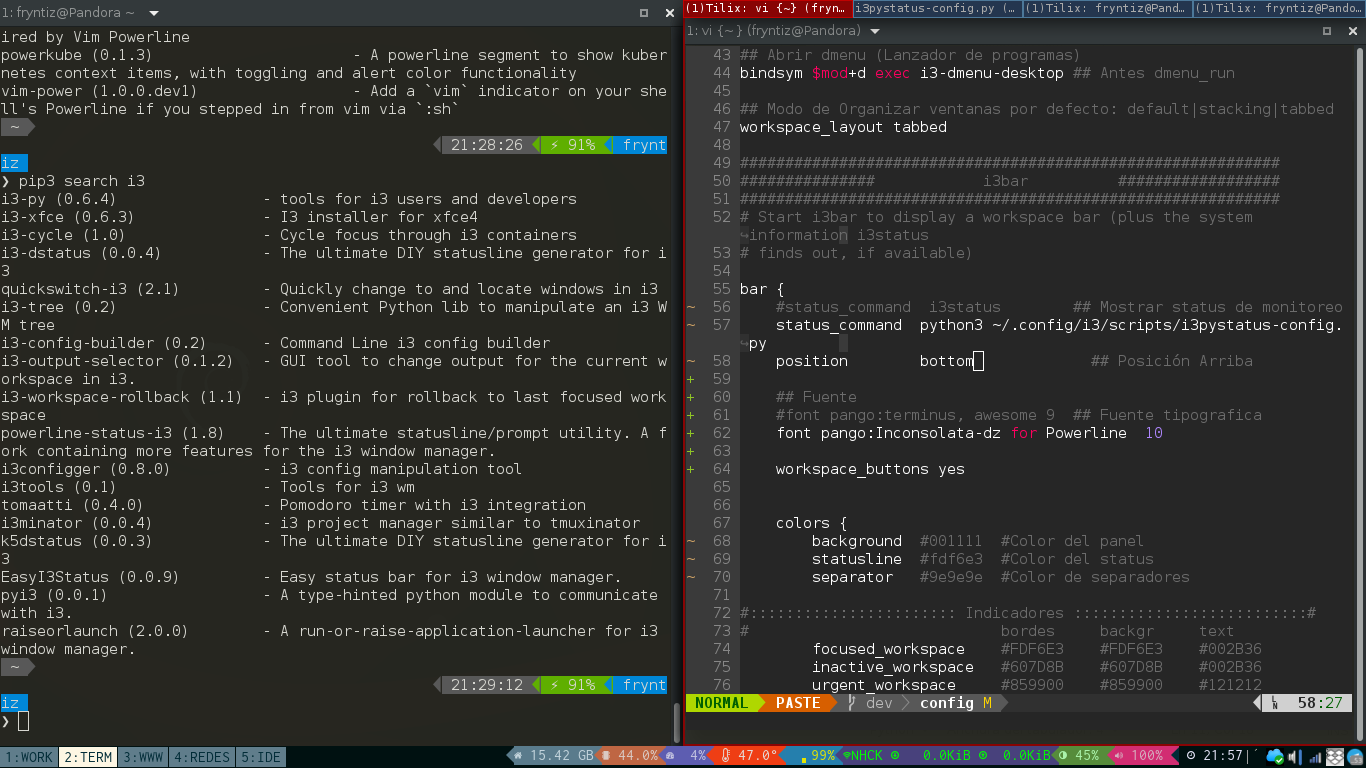 1: fryntiz@Pandora ~
ired by Vim Powerline
powerkube (0.1.3) - A powerline segment to show kuber
netes context items, with toggling and alert color functionality
vim-power (1.0.0.dev1) - Add a `vim` indicator on your she
ll's Powerline if you stepped in from vim via `:sh`
~
21:28:26 ⚡ 91% frynt
iz
❯ pip3 search i3
i3-py (0.6.4) - tools for i3 users and developers
i3-xfce (0.6.3) - I3 installer for xfce4
i3-cycle (1.0) - Cycle focus through i3 containers
i3-dstatus (0.0.4) - The ultimate DIY statusline generator for i
3
quickswitch-i3 (2.1) - Quickly change to and locate windows in i3
i3-tree (0.2) - Convenient Python lib to manipulate an i3 W
M tree
i3-config-builder (0.2) - Command Line i3 config builder
i3-output-selector (0.1.2) - GUI tool to change output for the current w
orkspace in i3.
i3-workspace-rollback (1.1) - i3 plugin for rollback to last focused work
space
powerline-status-i3 (1.8) - The ultimate statusline/prompt utility. A f
ork containing more features for the i3 window manager.
i3configger (0.8.0) - i3 config manipulation tool
i3tools (0.1) - Tools for i3 wm
tomaatti (0.4.0) - Pomodoro timer with i3 integration
i3minator (0.0.4) - i3 project manager similar to tmuxinator
k5dstatus (0.0.3) - The ultimate DIY statusline generator for i
3
EasyI3Status (0.0.9) - Easy status bar for i3 window manager.
pyi3 (0.0.1) - A type-hinted python module to communicate
with i3.
raiseorlaunch (2.0.0) - A run-or-raise-application-launcher for i3
window manager.
~
21:29:12 ⚡ 91% frynt
iz
❯
(1)Tilix: vi {~} (fryn… i3pystatus-config.py (… (1)Tilix: fryntiz@Pand… (1)Tilix: fryntiz@Pando…
1: vi {~} (fryntiz@Pandora)
43 ## Abrir dmenu (Lanzador de programas)
44 bindsym $mod+d exec i3-dmenu-desktop ## Antes dmenu_run
45
46 ## Modo de Organizar ventanas por defecto: default|stacking|tabbed
47 workspace_layout tabbed
48
49 ############################################################
50 ############### i3bar ##################
51 ############################################################
52 # Start i3bar to display a workspace bar (plus the system
↪information i3status
53 # finds out, if available)
54
55 bar {
~ 56 #status_command i3status ## Mostrar status de monitoreo
~ 57 status_command python3 ~/.config/i3/scripts/i3pystatus-config.
↪py
~ 58 position bottom ## Posición Arriba
+ 59
+ 60 ## Fuente
+ 61 #font pango:terminus, awesome 9 ## Fuente tipografica
+ 62 font pango:Inconsolata-dz for Powerline 10
+ 63
+ 64 workspace_buttons yes
65
66
67 colors {
~ 68 background #001111 #Color del panel
~ 69 statusline #fdf6e3 #Color del status
~ 70 separator #9e9e9e #Color de separadores
71
72 #::::::::::::::::::::::: Indicadores ::::::::::::::::::::::::::#
73 # bordes backgr text
74 focused_workspace #FDF6E3 #FDF6E3 #002B36
75 inactive_workspace #607D8B #607D8B #002B36
76 urgent_workspace #859900 #859900 #121212
NORMAL PASTE dev config M 58:27
1:WORK 2:TERM 3:WWW 4:REDES 5:IDE 15.42 GB 44.0% 4% 47.0° 99% NHCK 0.0KiB 0.0KiB 45% 100% 21:57